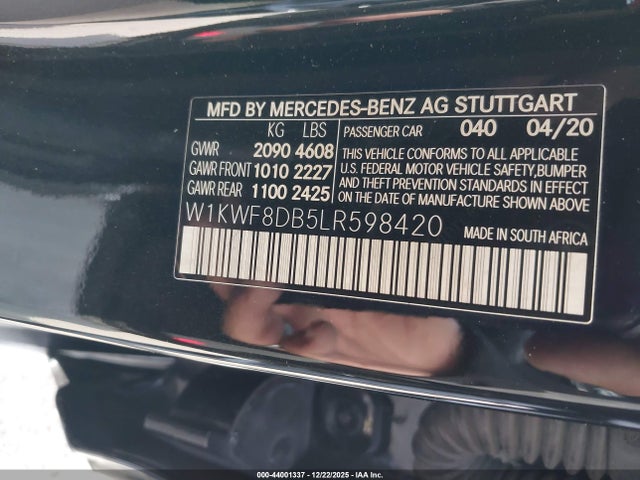 MFD BY MERCEDES-BENZ AG STUTTGART
KG LBS
GVWR 2090 4608
GAWR FRONT 1010 2227
GAWR REAR 1100 2425
PASSENGER CAR 040 04/20
THIS VEHICLE CONFORMS TO ALL APPLICABLE
U.S. FEDERAL MOTOR VEHICLE SAFETY,BUMPER
AND THEFT PREVENTION STANDARDS IN EFFECT
ON THE DATE OF MANUFACTURE SHOWN ABOVE.
W1KWF8DB5LR598420
MADE IN SOUTH AFRICA
000-44001337 - 12/22/2025 - IAA Inc.